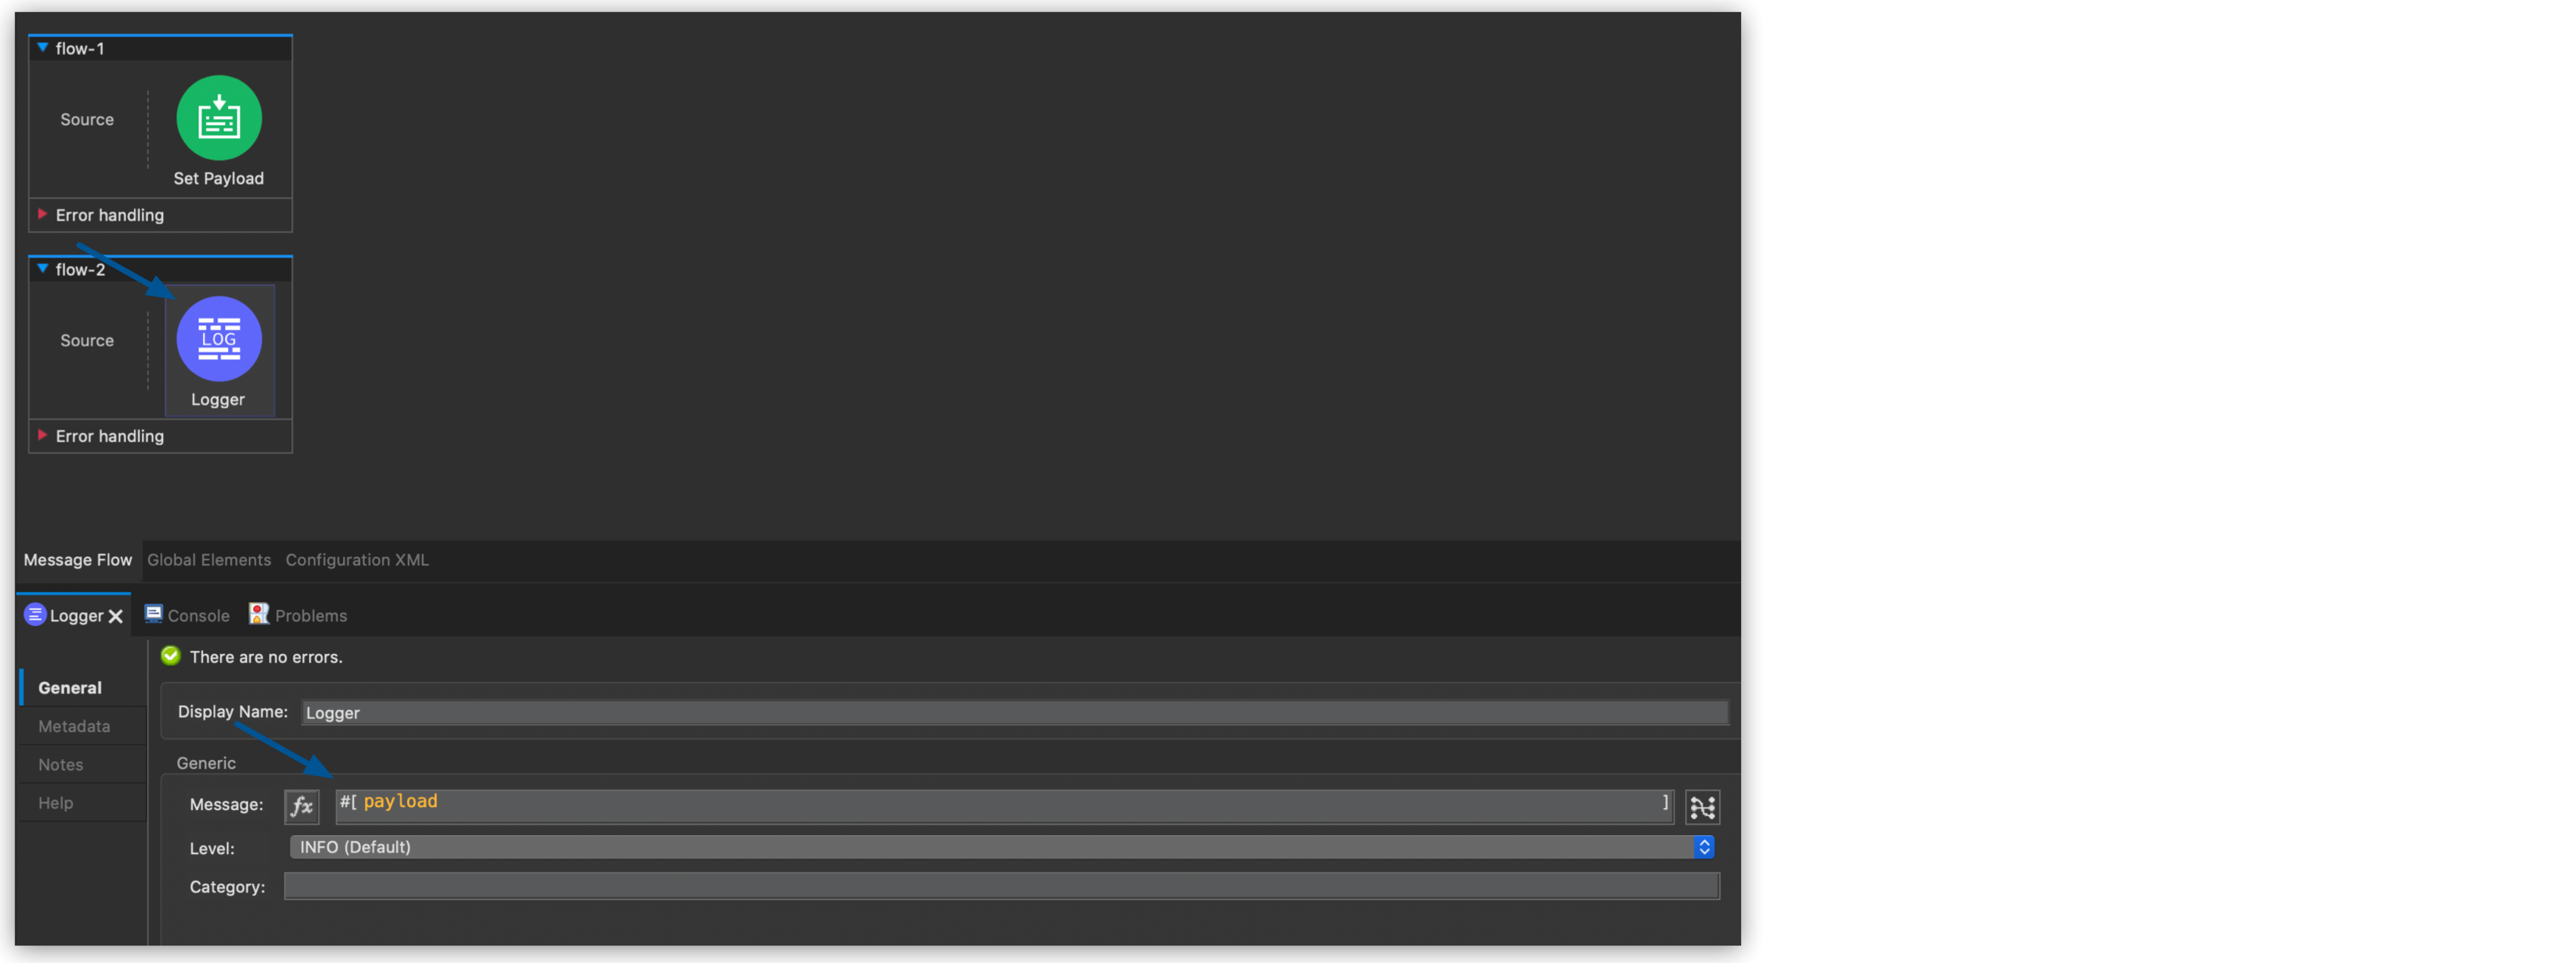 flow-1
Source
Set Payload
Error handling
flow-2
Source
LOG
Logger
Error handling
Message Flow Global Elements Configuration XML
Logger Console Problems
There are no errors.
General
Metadata
Notes
Help
Display Name: Logger
Generic
Message: fx #[ payload ]
Level: INFO (Default)
Category: